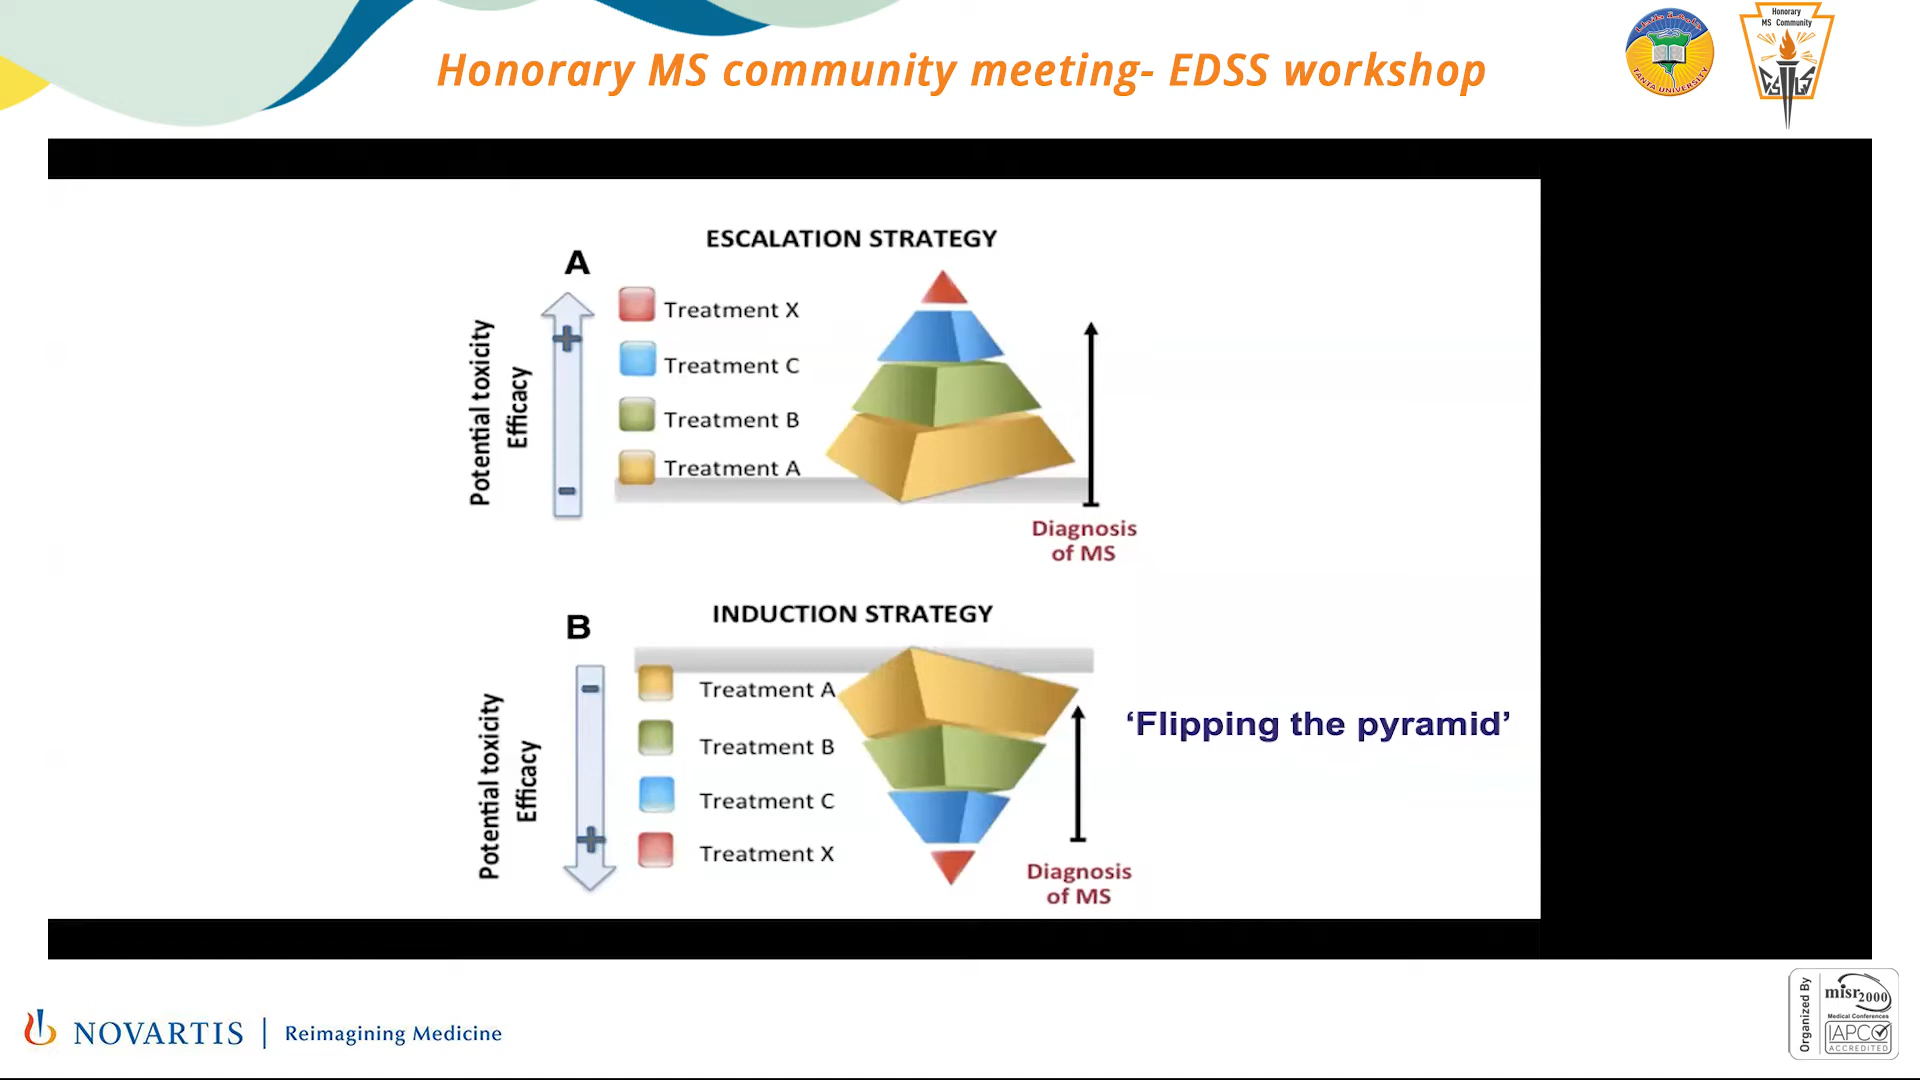 Honorary MS community meeting- EDSS workshop
TANTA UNIVERSITY
Honorary
MS Community
ESCALATION STRATEGY
A
Potential toxicity
Efficacy
+
-
Treatment X
Treatment C
Treatment B
Treatment A
Diagnosis
of MS
INDUCTION STRATEGY
B
Potential toxicity
Efficacy
-
+
Treatment A
Treatment B
Treatment C
Treatment X
Diagnosis
of MS
‘Flipping the pyramid’
NOVARTIS | Reimagining Medicine
Organized By
misr2000
Medical Conferences
IAPCO
ACCREDITED